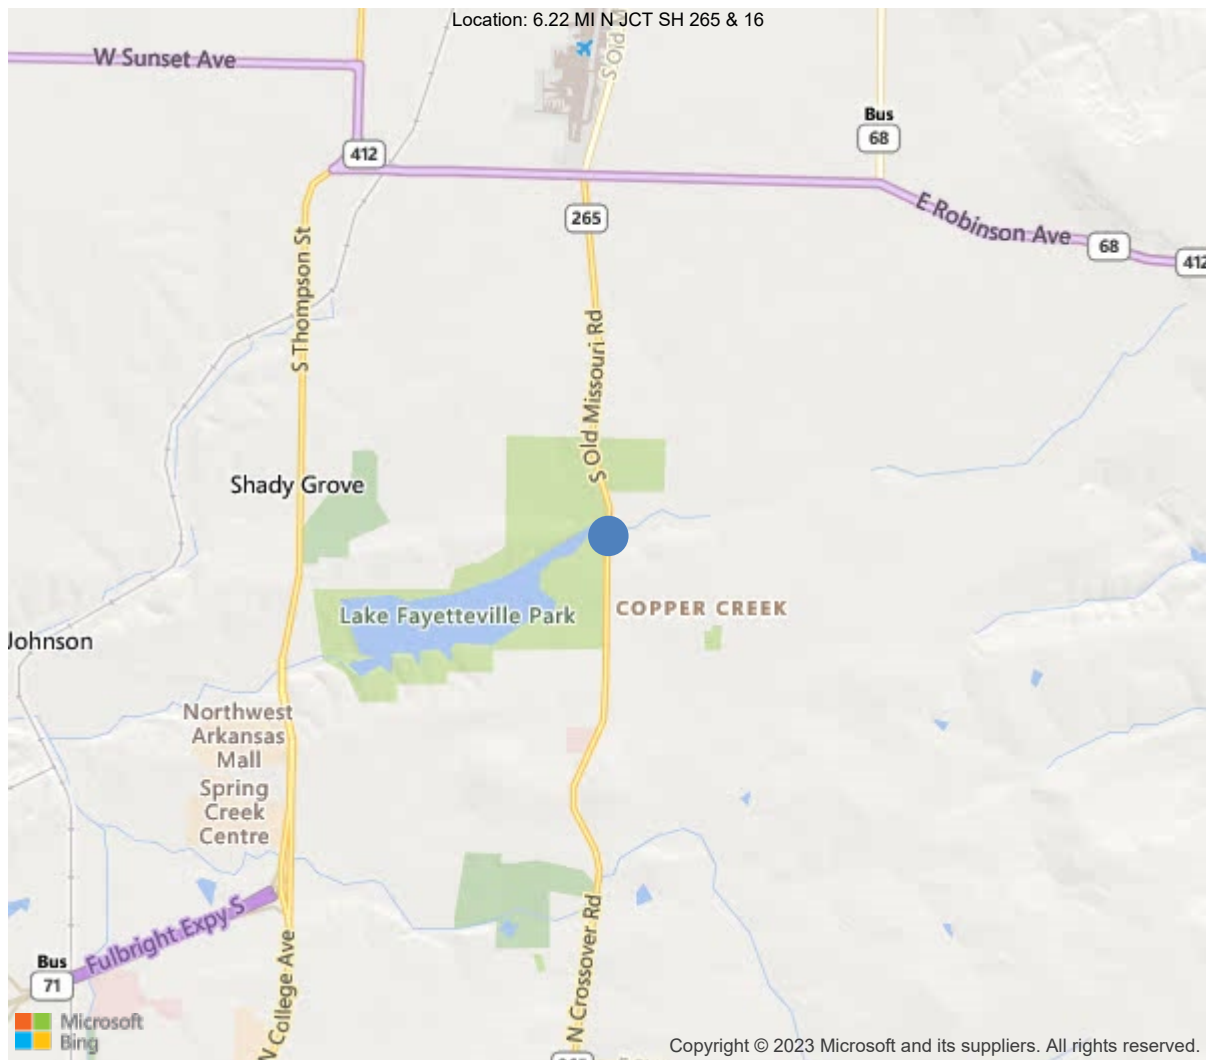 Location: 6.22 MI N JCT SH 265 & 16
W Sunset Ave
S Old M
Bus
68
412
265
E Robinson Ave
68
412
S Thompson St
S Old Missouri Rd
Shady Grove
Lake Fayetteville Park
COPPER CREEK
Johnson
Northwest
Arkansas
Mall
Spring
Creek
Centre
Fulbright Expy S
Bus
71
N College Ave
N Crossover Rd
Microsoft
Bing
Copyright © 2023 Microsoft and its suppliers. All rights reserved.